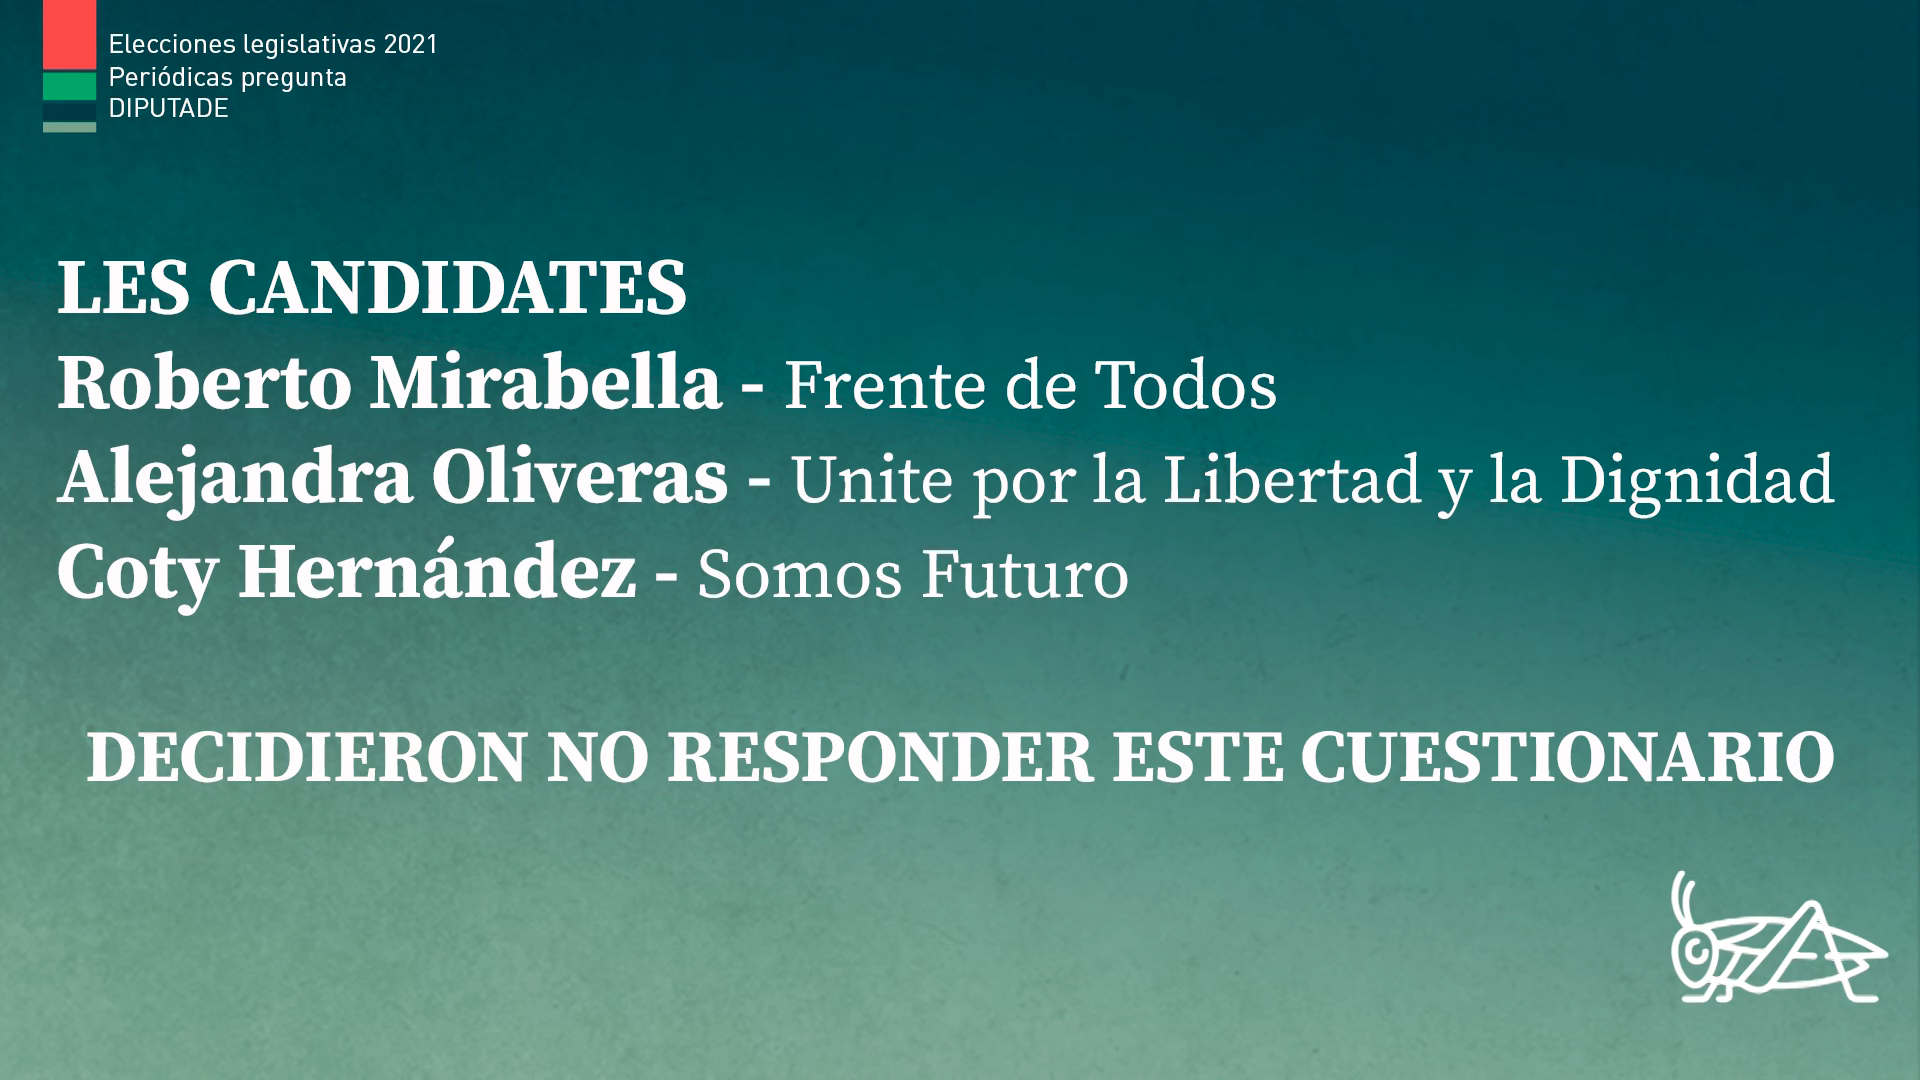 Elecciones legislativas 2021
Periódicas pregunta
DIPUTADE
LES CANDIDATES
Roberto Mirabella - Frente de Todos
Alejandra Oliveras - Unite por la Libertad y la Dignidad
Coty Hernández - Somos Futuro
DECIDIERON NO RESPONDER ESTE CUESTIONARIO